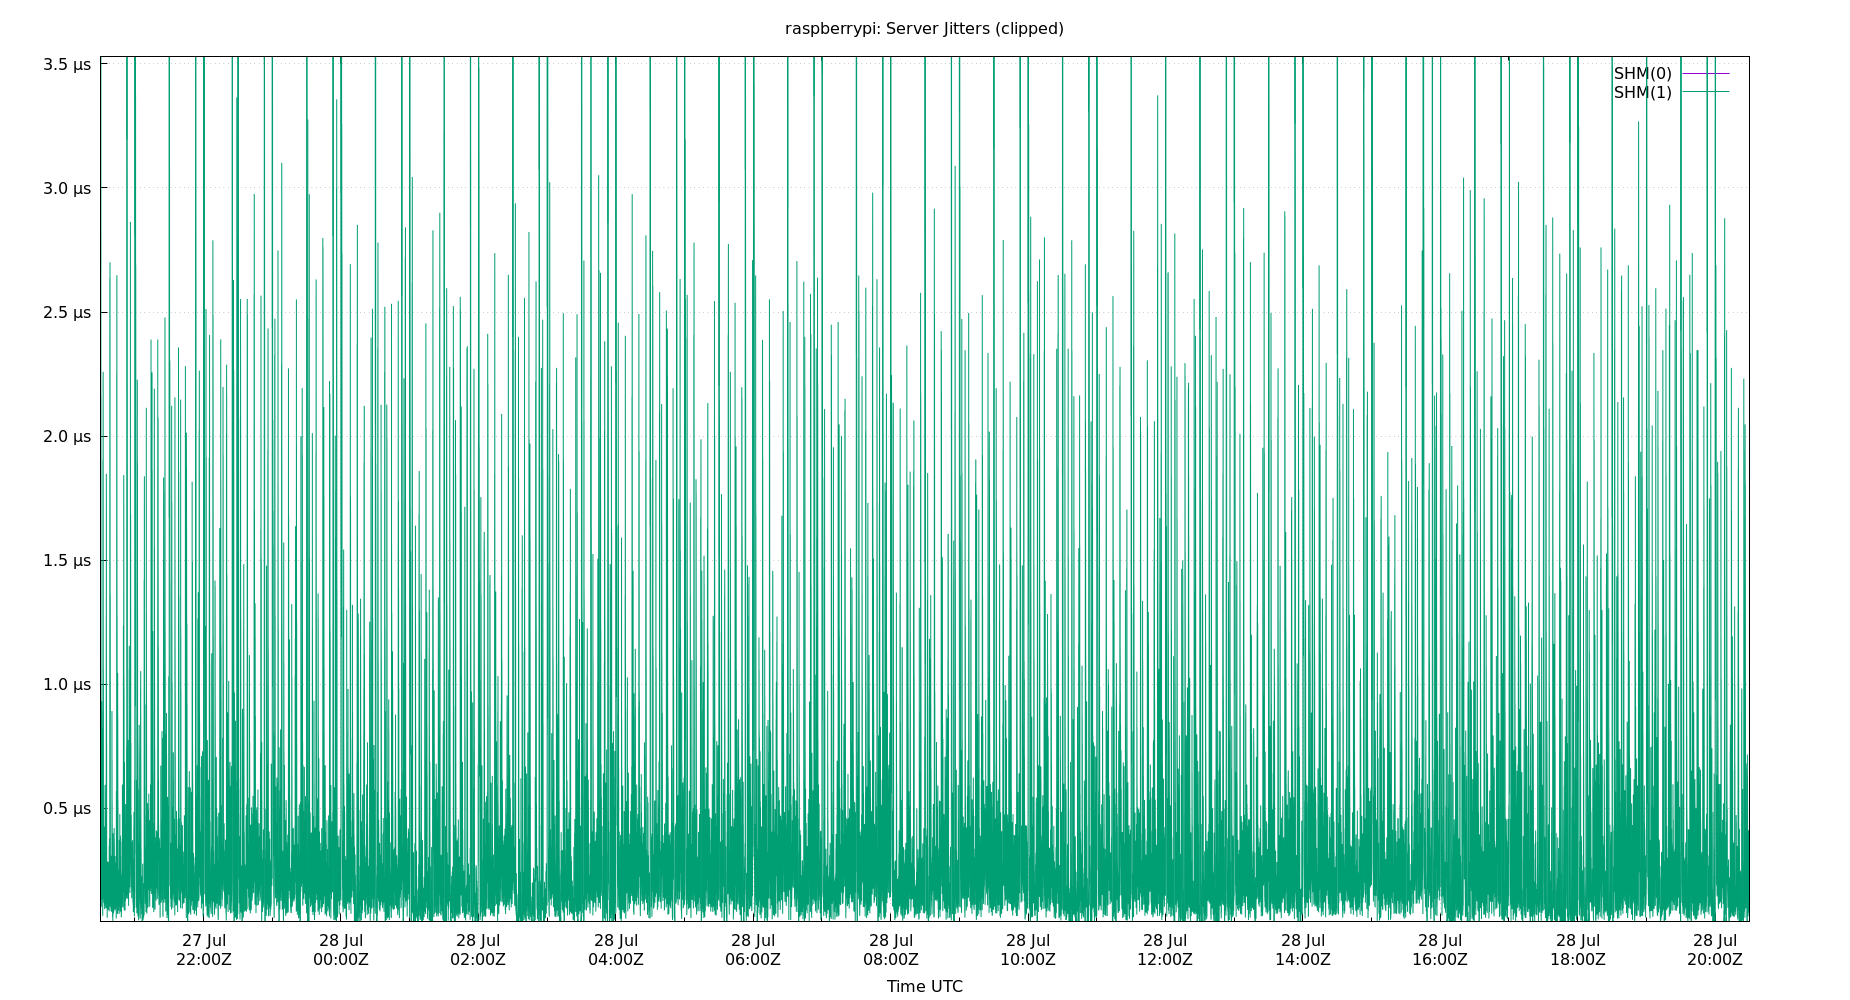 raspberrypi: Server Jitters (clipped)
3.5 µs
3.0 µs
2.5 µs
2.0 µs
1.5 µs
1.0 µs
0.5 µs
SHM(0)
SHM(1)
27 Jul 28 Jul 28 Jul 28 Jul 28 Jul 28 Jul 28 Jul 28 Jul 28 Jul 28 Jul 28 Jul 28 Jul
22:00Z 00:00Z 02:00Z 04:00Z 06:00Z 08:00Z 10:00Z 12:00Z 14:00Z 16:00Z 18:00Z 20:00Z
Time UTC